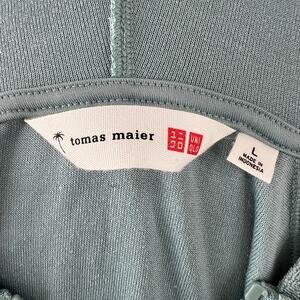 tomas maier
ユニ
クロ
UNI
QLO
L
MADE IN
INDONESIA